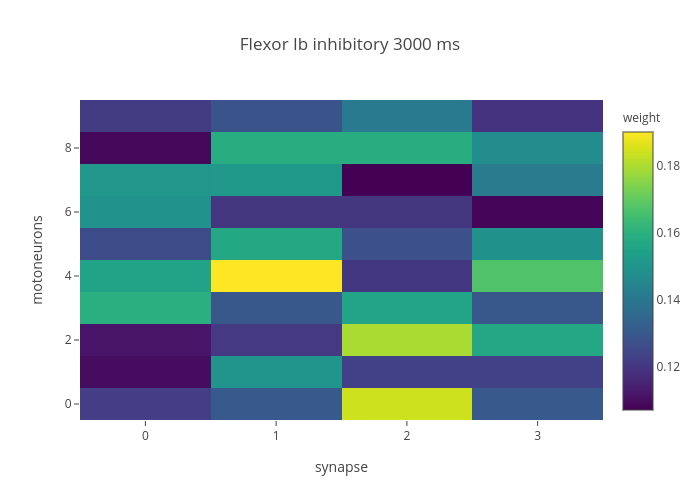 Flexor Ib inhibitory 3000 ms
weight
8
6
4
2
0
motoneurons
0.18
0.16
0.14
0.12
0 1 2 3
synapse